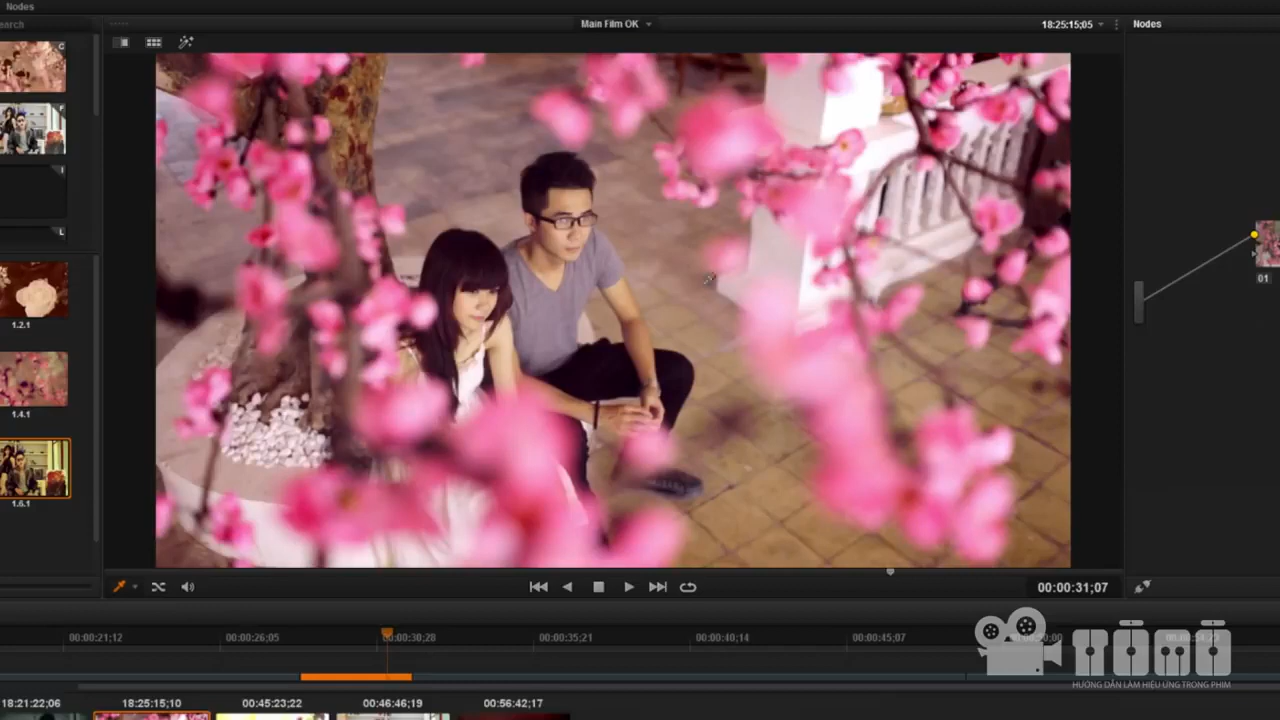 Nodes
Main Film OK
18:25:15;05
Nodes
earch
C
F
I
L
1.2.1
1.4.1
1.6.1
01
00:00:31;07
00:00:21;12
00:00:26;05
00:00:30;28
00:00:35;21
00:00:40;14
00:00:45;07
HƯỚNG DẪN LÀM HIỆU ỨNG TRONG PHIM
18:21:22;06
18:25:15;10
00:45:23;22
00:46:46;19
00:56:42;17